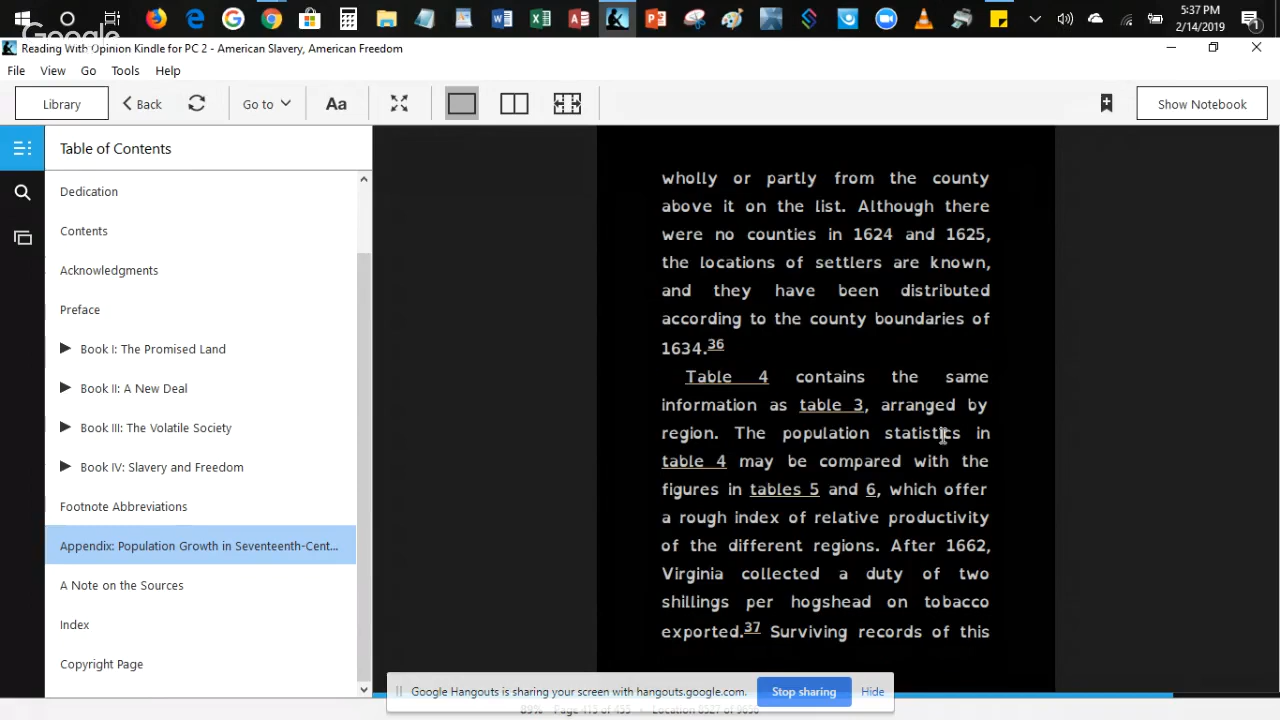 5:37 PM
2/14/2019
Google
Reading With Opinion Kindle for PC 2 - American Slavery, American Freedom
File View Go Tools Help
Library Back Go to Aa Show Notebook
Table of Contents
Dedication
Contents
Acknowledgments
Preface
Book I: The Promised Land
Book II: A New Deal
Book III: The Volatile Society
Book IV: Slavery and Freedom
Footnote Abbreviations
Appendix: Population Growth in Seventeenth-Cent...
A Note on the Sources
Index
Copyright Page
wholly or partly from the county
above it on the list. Although there
were no counties in 1624 and 1625,
the locations of settlers are known,
and they have been distributed
according to the county boundaries of
1634.36
Table 4 contains the same
information as table 3, arranged by
region. The population statistics in
table 4 may be compared with the
figures in tables 5 and 6, which offer
a rough index of relative productivity
of the different regions. After 1662,
Virginia collected a duty of two
shillings per hogshead on tobacco
exported.37 Surviving records of this
Google Hangouts is sharing your screen with hangouts.google.com. Stop sharing Hide